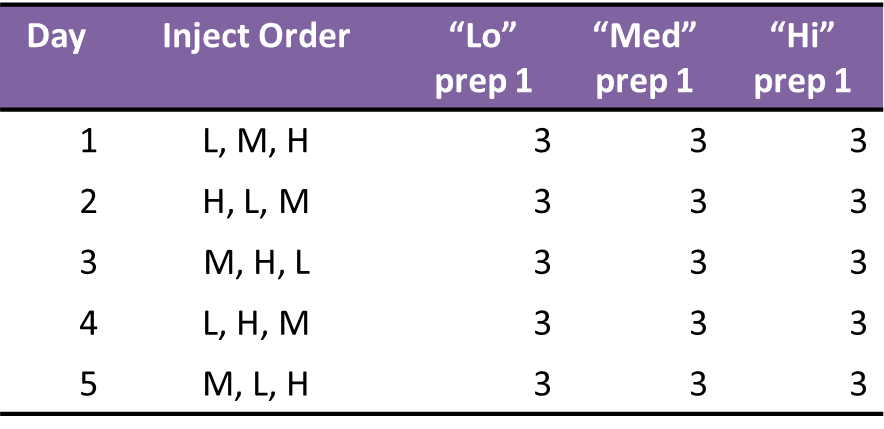 Day Inject Order “Lo” prep 1 “Med” prep 1 “Hi” prep 1
1 L, M, H 3 3 3
2 H, L, M 3 3 3
3 M, H, L 3 3 3
4 L, H, M 3 3 3
5 M, L, H 3 3 3